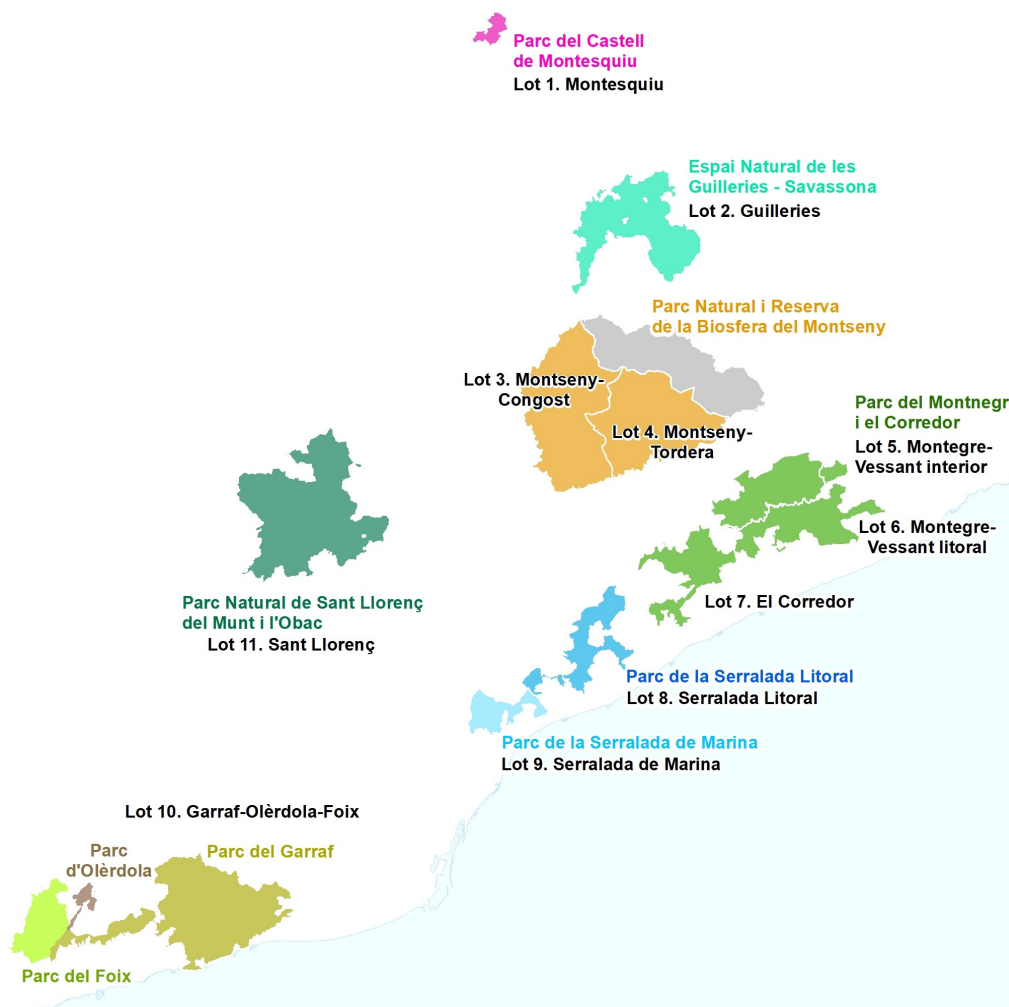 Parc del Castell
de Montesquiu
Lot 1. Montesquiu
Espai Natural de les
Guilleries - Savassona
Lot 2. Guilleries
Parc Natural i Reserva
de la Biosfera del Montseny
Lot 3. Montseny-
Congost
Lot 4. Montseny-
Tordera
Parc del Montnegr
i el Corredor
Lot 5. Montegre-
Vessant interior
Lot 6. Montegre-
Vessant litoral
Lot 7. El Corredor
Parc Natural de Sant Llorenç
del Munt i l'Obac
Lot 11. Sant Llorenç
Parc de la Serralada Litoral
Lot 8. Serralada Litoral
Parc de la Serralada de Marina
Lot 9. Serralada de Marina
Lot 10. Garraf-Olèrdola-Foix
Parc
d'Olèrdola
Parc del Garraf
Parc del Foix